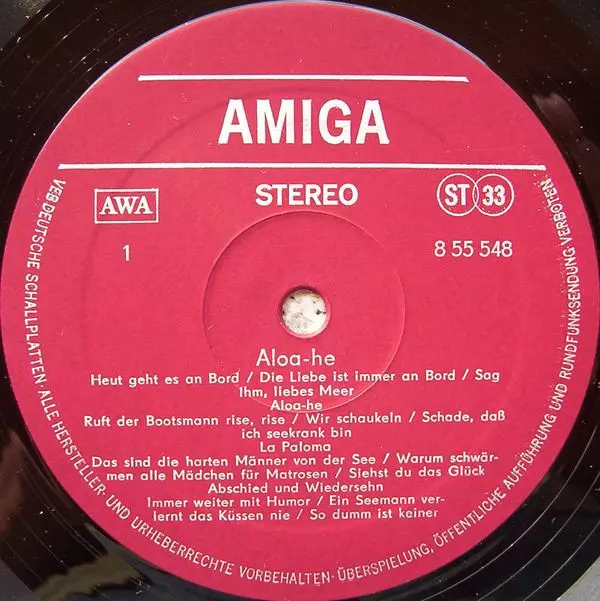 AMIGA
AWA
STEREO
ST 33
1
8 55 548
Aloa-he
Heut geht es an Bord / Die Liebe ist immer an Bord / Sag
Ihm, liebes Meer
Aloa-he
Ruft der Bootsmann rise, rise / Wir schaukeln / Schade, daß
ich seekrank bin
La Paloma
Das sind die harten Männer von der See / Warum schwär-
men alle Mädchen für Matrosen / Siehst du das Glück
Abschied und Wiedersehn
Immer weiter mit Humor / Ein Seemann ver-
lernt das Küssen nie / So dumm ist keiner
VEB DEUTSCHE SCHALLPLATTEN · ALLE HERSTELLER- UND URHEBERRECHTE VORBEHALTEN · ÜBERSPIELUNG, ÖFFENTLICHE AUFFÜHRUNG UND RUNDFUNKSENDUNG VERBOTEN.